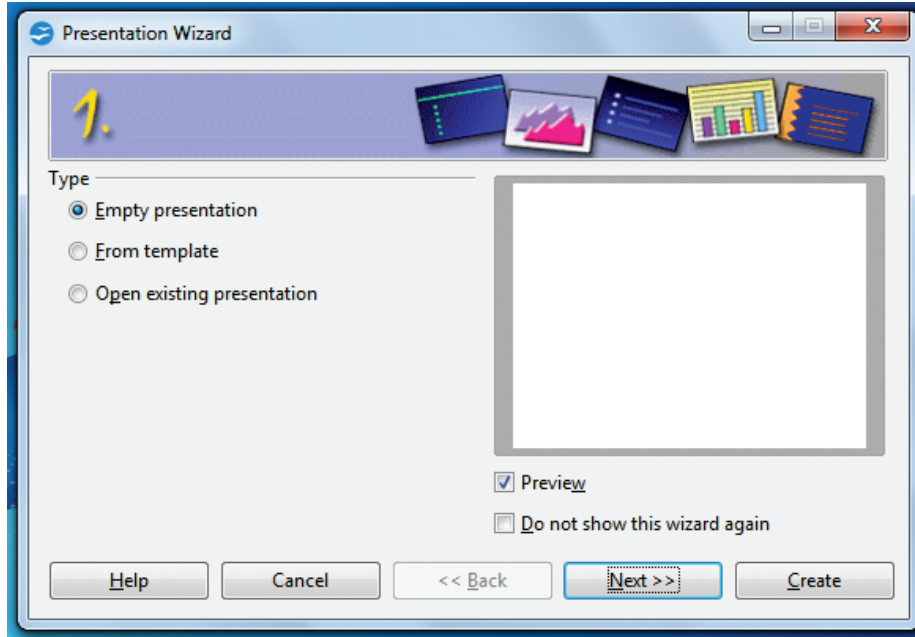 Presentation Wizard
1.
Type
Empty presentation
From template
Open existing presentation
Preview
Do not show this wizard again
Help Cancel << Back Next >> Create